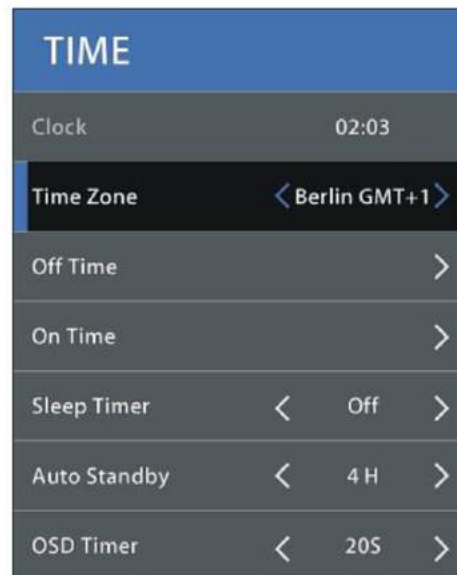 TIME
Clock 02:03
Time Zone Berlin GMT+1
Off Time
On Time
Sleep Timer Off
Auto Standby 4 H
OSD Timer 20S